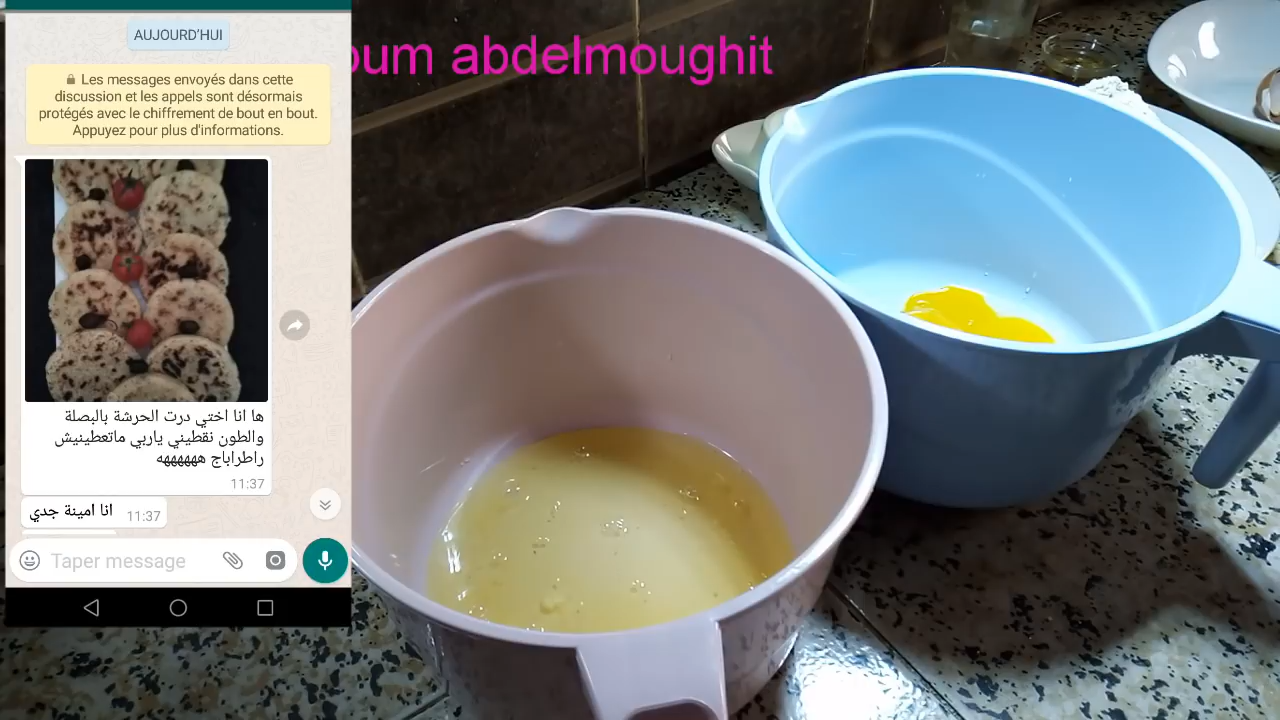 AUJOURD'HUI
Les messages envoyés dans cette
discussion et les appels sont désormais
protégés avec le chiffrement de bout en bout.
Appuyez pour plus d'informations.
ها انا اختي درت الحرشة بالبصلة
والطون نقطيني ياربي ماتعطينيش
راطراباج هههههههه
11:37
انا امينة جدي
11:37
Taper message
oum abdelmoughit